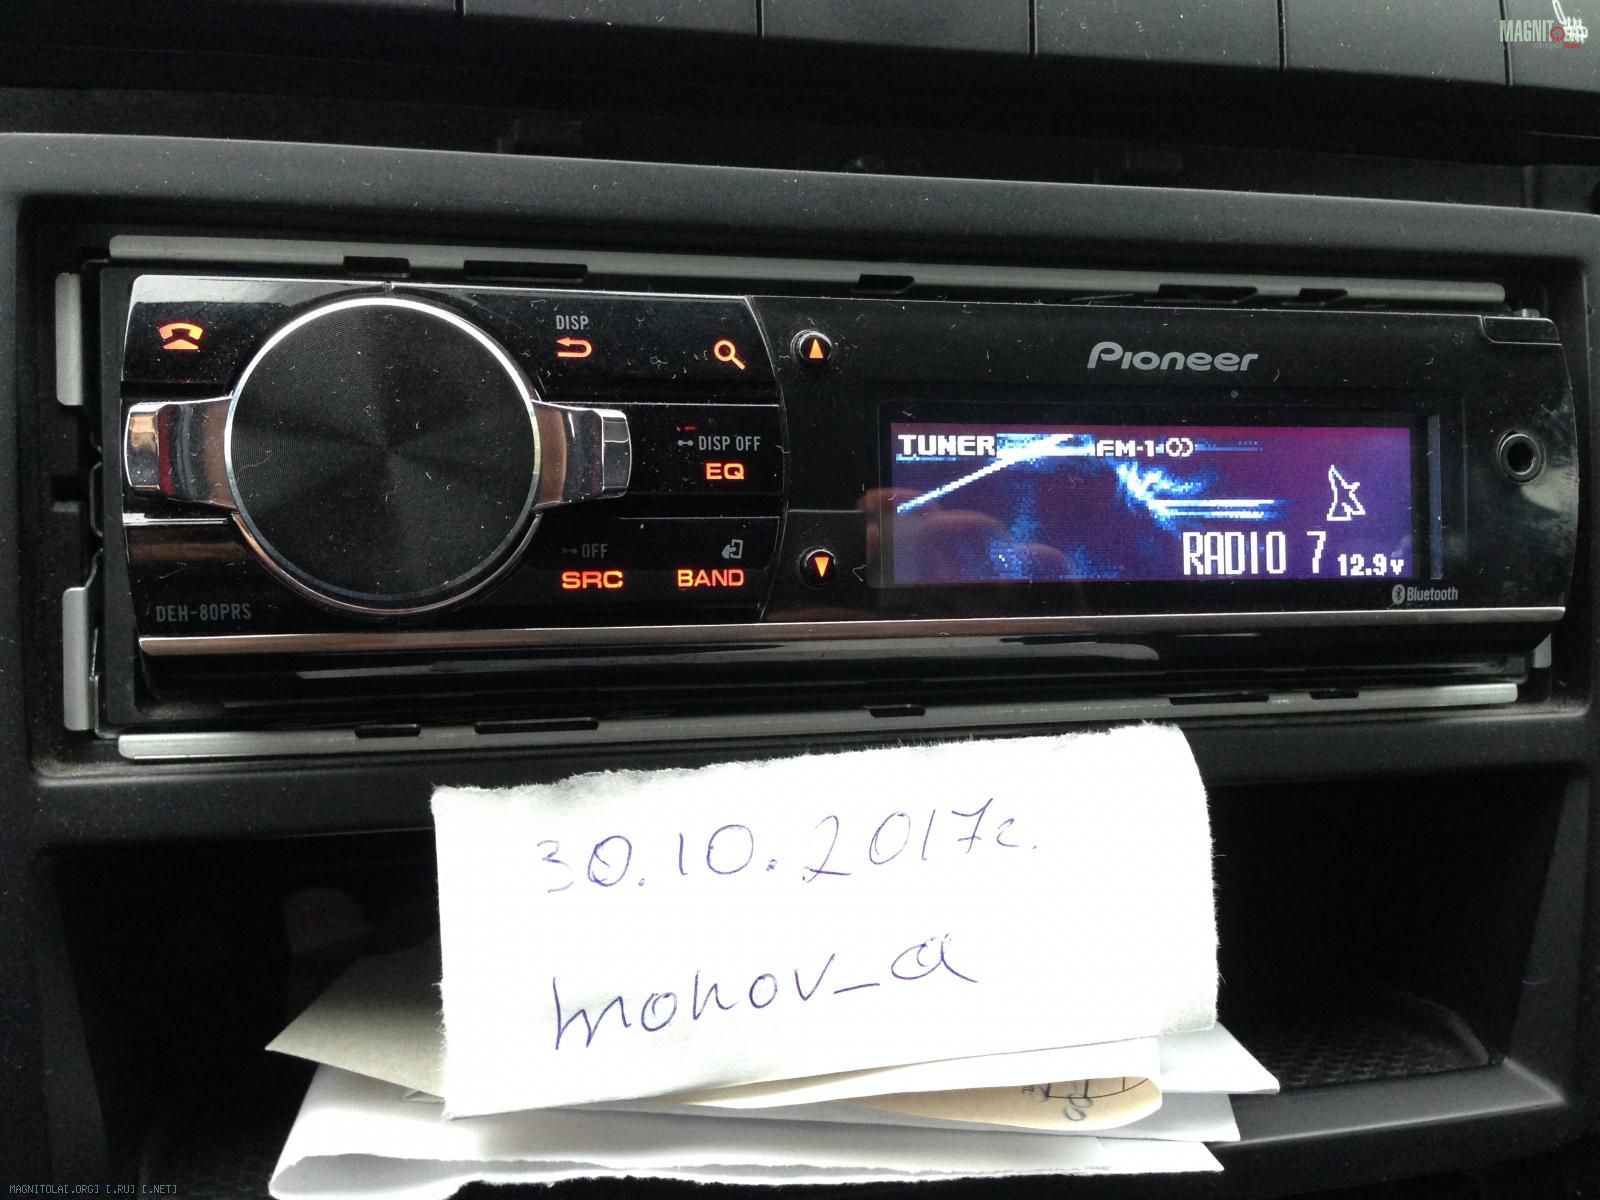 MAGNIT
DISP
Pioneer
DISP OFF
EQ
TUNER FM-1
OFF
SRC BAND
RADIO 7 12.9v
Bluetooth
DEH-80PRS
30.10.2017г.
monov_a
MAGNITOLA[.ORG] [.RU] [.NET]